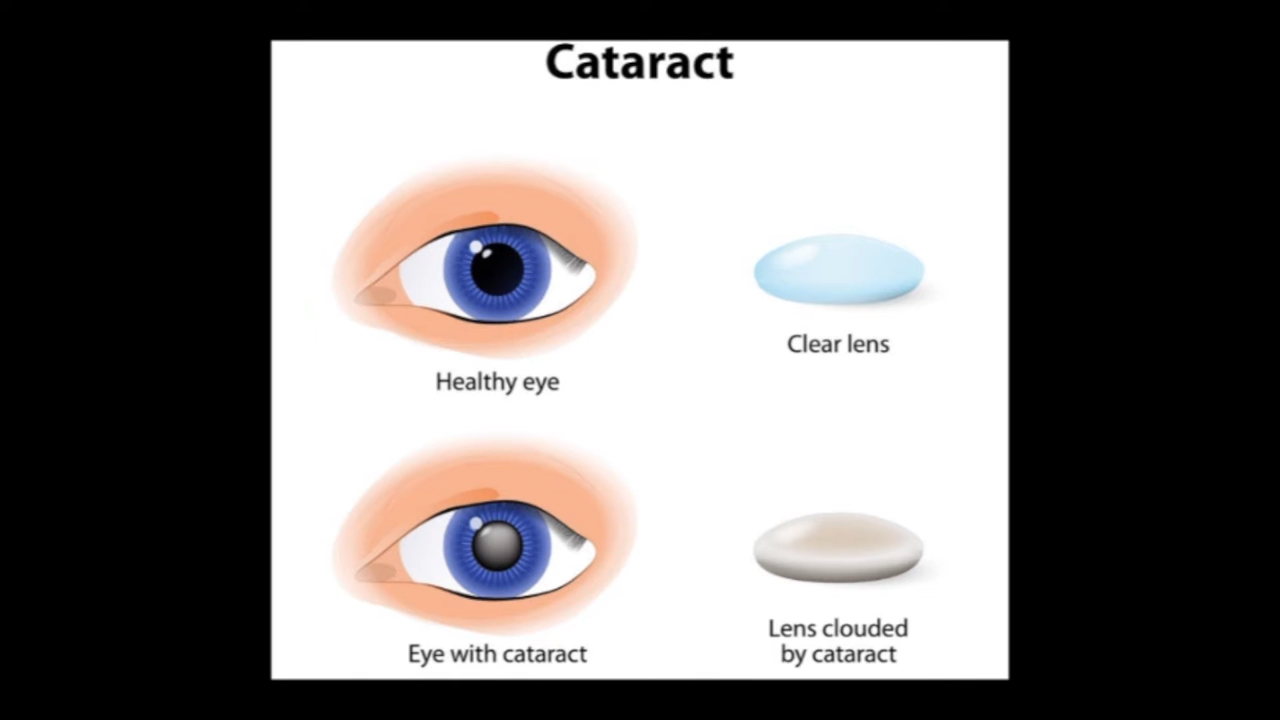 Cataract
Healthy eye
Clear lens
Eye with cataract
Lens clouded
by cataract